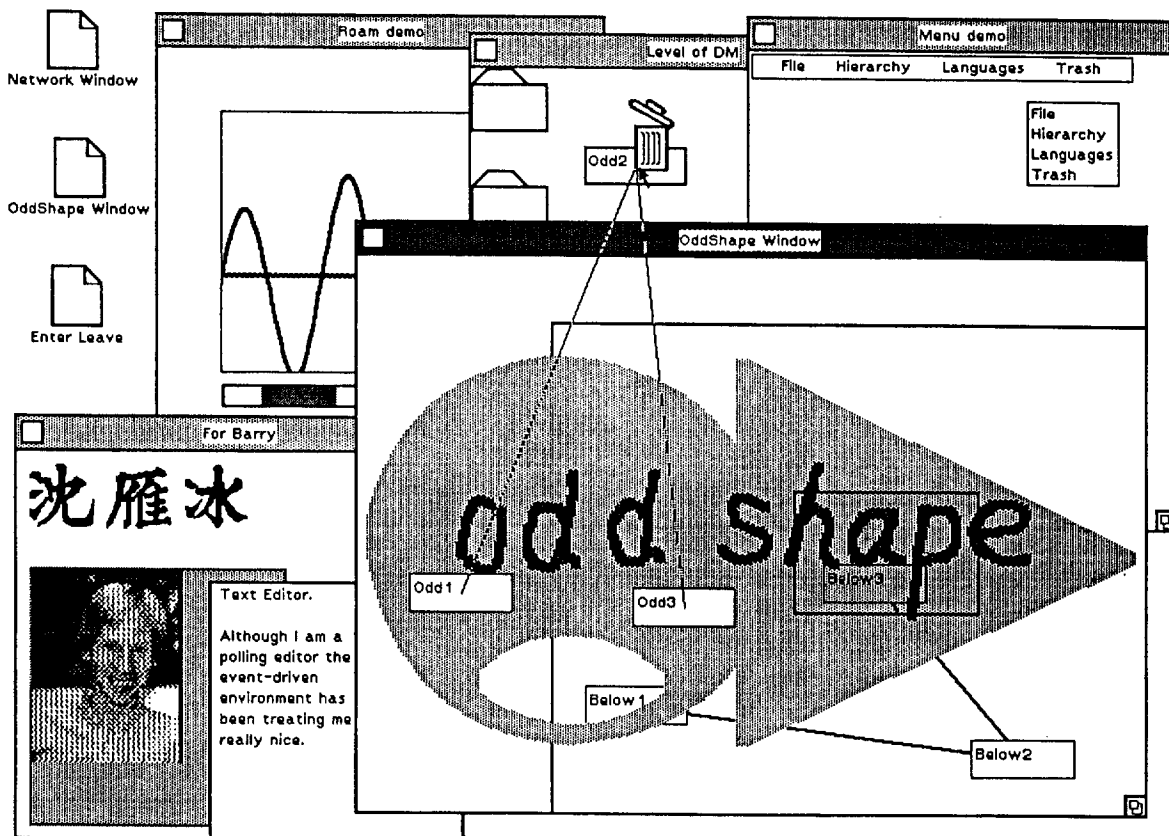 Network Window
OddShape Window
Enter Leave
Roam demo
Level of DM
Odd2
Menu demo
File Hierarchy Languages Trash
File
Hierarchy
Languages
Trash
OddShape Window
odd shape
Odd1
Odd3
Below3
Below1
Below2
For Barry
沈雁冰
Text Editor.
Although I am a
polling editor the
event-driven
environment has
been treating me
really nice.